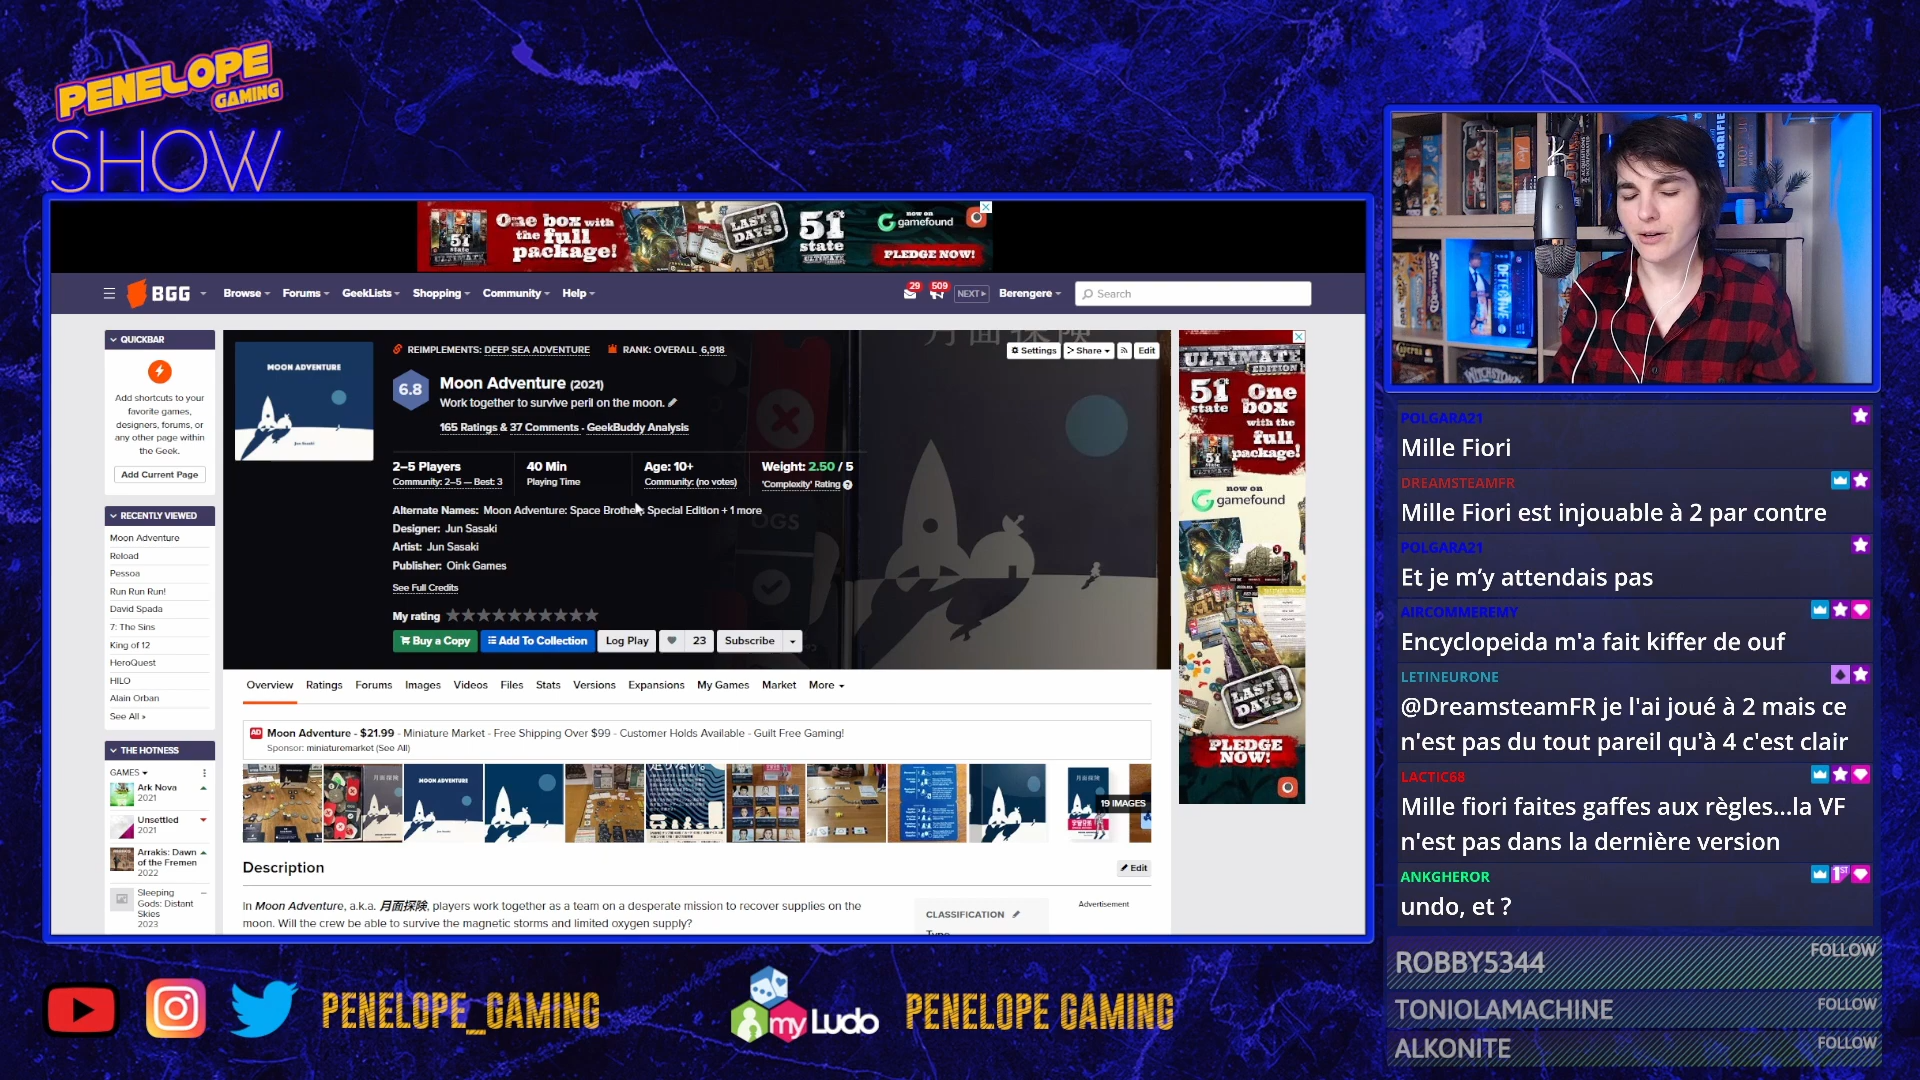 PENELOPE
GAMING
SHOW
One box with
the full
package!
LAST
DAYS!
51
state
now on
gamefound
PLEDGE NOW!
BGG
Browse
Forums
GeekLists
Shopping
Community
Help
29
509
NEXT
Berengere
Search
QUICKBAR
Add shortcuts to your
favorite games,
designers, forums, or
any other page within
the Geek.
Add Current Page
RECENTLY VIEWED
Moon Adventure
Reload
Pessoa
Run Run Run!
David Spada
7: The Sins
King of 12
HeroQuest
HILO
Alain Orban
See All »
THE HOTNESS
GAMES
Ark Nova
2021
Unsettled
2021
Arrakis: Dawn
of the Fremen
2022
Sleeping
Gods: Distant
Skies
2023
MOON ADVENTURE
Jun Sasaki
REIMPLEMENTS: DEEP SEA ADVENTURE
RANK: OVERALL 6,918
Settings
Share
Edit
6.8
Moon Adventure (2021)
Work together to survive peril on the moon.
165 Ratings & 37 Comments - GeekBuddy Analysis
2–5 Players
Community: 2–5 — Best: 3
40 Min
Playing Time
Age: 10+
Community: (no votes)
Weight: 2.50 / 5
'Complexity' Rating
Alternate Names: Moon Adventure: Space Brothers Special Edition + 1 more
Designer: Jun Sasaki
Artist: Jun Sasaki
Publisher: Oink Games
See Full Credits
My rating
Buy a Copy
Add To Collection
Log Play
23
Subscribe
Overview
Ratings
Forums
Images
Videos
Files
Stats
Versions
Expansions
My Games
Market
More
AD Moon Adventure - $21.99 - Miniature Market - Free Shipping Over $99 - Customer Holds Available - Guilt Free Gaming!
Sponsor: miniaturemarket (See All)
MOON ADVENTURE
19 IMAGES
Description
Edit
In Moon Adventure, a.k.a. 月面探険, players work together as a team on a desperate mission to recover supplies on the
moon. Will the crew be able to survive the magnetic storms and limited oxygen supply?
CLASSIFICATION
Advertisement
ULTIMATE
EDITION
51
state
One
box
with the
full
package!
now on
gamefound
LAST
DAYS!
PLEDGE
NOW!
POLGARA21
Mille Fiori
DREAMSTEAMFR
Mille Fiori est injouable à 2 par contre
POLGARA21
Et je m’y attendais pas
AIRCOMMEREMY
Encyclopeida m'a fait kiffer de ouf
LETINEURONE
@DreamsteamFR je l'ai joué à 2 mais ce
n'est pas du tout pareil qu'à 4 c'est clair
LACTIC68
Mille fiori faites gaffes aux règles...la VF
n'est pas dans la dernière version
ANKGHEROR
1ST
undo, et ?
ROBBY5344
FOLLOW
TONIOLAMACHINE
FOLLOW
ALKONITE
FOLLOW
PENELOPE_GAMING
myLudo
PENELOPE GAMING